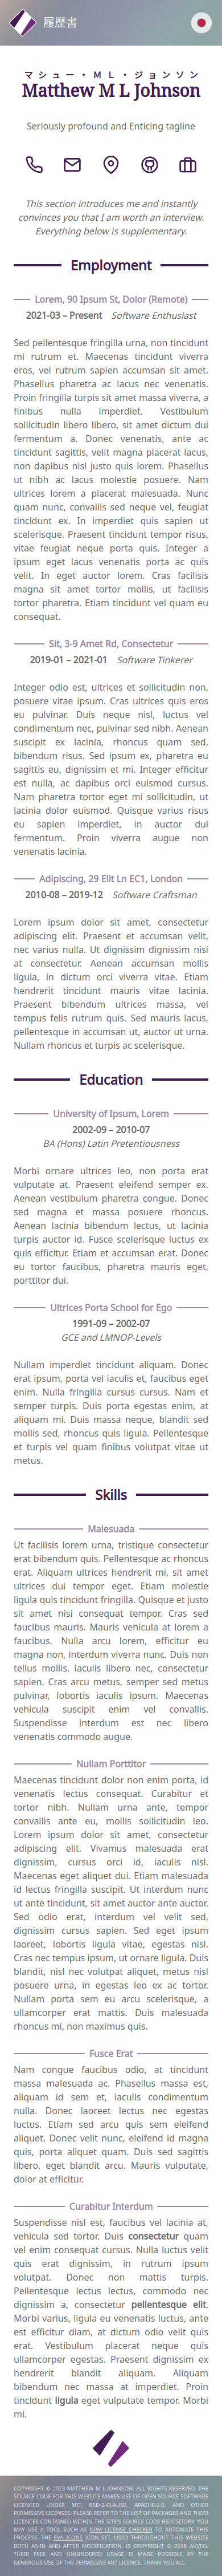 履歴書
マシュー・ＭＬ・ジョンソン
Matthew M L Johnson
Seriously profound and Enticing tagline
This section introduces me and instantly
convinces you that I am worth an interview.
Everything below is supplementary.
Employment
Lorem, 90 Ipsum St, Dolor (Remote)
2021-03 – Present Software Enthusiast
Sed pellentesque fringilla urna, non tincidunt
mi rutrum et. Maecenas tincidunt viverra
eros, vel rutrum sapien accumsan sit amet.
Phasellus pharetra ac lacus nec venenatis.
Proin fringilla turpis sit amet massa viverra, a
finibus nulla imperdiet. Vestibulum
sollicitudin libero libero, sit amet dictum dui
fermentum a. Donec venenatis, ante ac
tincidunt sagittis, velit magna placerat lacus,
non dapibus nisl justo quis lorem. Phasellus
ut nibh ac lacus molestie posuere. Nam
ultrices lorem a placerat malesuada. Nunc
quam nunc, convallis sed neque vel, feugiat
tincidunt ex. In imperdiet quis sapien ut
scelerisque. Praesent tincidunt tempor risus,
vitae feugiat neque porta quis. Integer a
ipsum eget lacus venenatis porta ac quis
velit. In eget auctor lorem. Cras facilisis
magna sit amet tortor mollis, ut facilisis
tortor pharetra. Etiam tincidunt vel quam eu
consequat.
Sit, 3-9 Amet Rd, Consectetur
2019-01 – 2021-01 Software Tinkerer
Integer odio est, ultrices et sollicitudin non,
posuere vitae ipsum. Cras ultrices quis eros
eu pulvinar. Duis neque nisl, luctus vel
condimentum nec, pulvinar sed nibh. Aenean
suscipit ex lacinia, rhoncus quam sed,
bibendum risus. Sed ipsum ex, pharetra eu
sagittis eu, dignissim et mi. Integer efficitur
est nulla, ac dapibus orci euismod cursus.
Nam pharetra tortor eget mi sollicitudin, ut
lacinia dolor euismod. Quisque varius risus
eu sapien imperdiet, in auctor dui
fermentum. Proin viverra augue non
venenatis lacinia.
Adipiscing, 29 Elit Ln EC1, London
2010-08 – 2019-12 Software Craftsman
Lorem ipsum dolor sit amet, consectetur
adipiscing elit. Praesent et accumsan velit,
nec varius nulla. Ut dignissim dignissim nisi
at consectetur. Aenean accumsan mollis
ligula, in dictum orci viverra vitae. Etiam
hendrerit tincidunt mauris vitae lacinia.
Praesent bibendum ultrices massa, vel
tempus felis rutrum quis. Sed mauris lacus,
pellentesque in accumsan ut, auctor ut urna.
Nullam rhoncus et turpis ac scelerisque.
Education
University of Ipsum, Lorem
2002-09 – 2010-07
BA (Hons) Latin Pretentiousness
Morbi ornare ultrices leo, non porta erat
vulputate at. Praesent eleifend semper ex.
Aenean vestibulum pharetra congue. Donec
sed magna et massa posuere rhoncus.
Aenean lacinia bibendum lectus, ut lacinia
turpis auctor id. Fusce scelerisque luctus ex
quis efficitur. Etiam et accumsan erat. Donec
eu tortor faucibus, pharetra mauris eget,
porttitor dui.
Ultrices Porta School for Ego
1991-09 – 2002-07
GCE and LMNOP-Levels
Nullam imperdiet tincidunt aliquam. Donec
erat ipsum, porta vel iaculis et, faucibus eget
enim. Nulla fringilla cursus cursus. Nam et
semper turpis. Duis porta egestas enim, at
aliquam mi. Duis massa neque, blandit sed
mollis sed, rhoncus quis ligula. Pellentesque
et turpis vel quam finibus volutpat vitae ut
metus.
Skills
Malesuada
Ut facilisis lorem urna, tristique consectetur
erat bibendum quis. Pellentesque ac rhoncus
erat. Aliquam ultrices hendrerit mi, sit amet
ultrices dui tempor eget. Etiam molestie
ligula quis tincidunt fringilla. Quisque et justo
sit amet nisi consequat tempor. Cras sed
faucibus mauris. Mauris vehicula at lorem a
faucibus. Nulla arcu lorem, efficitur eu
magna non, interdum viverra nunc. Duis non
tellus mollis, iaculis libero nec, consectetur
sapien. Cras arcu metus, semper sed metus
pulvinar, lobortis iaculis ipsum. Maecenas
vehicula suscipit enim vel convallis.
Suspendisse interdum est nec libero
venenatis commodo augue.
Nullam Porttitor
Maecenas tincidunt dolor non enim porta, id
venenatis lectus consequat. Curabitur et
tortor nibh. Nullam urna ante, tempor
convallis ante eu, mollis sollicitudin leo.
Lorem ipsum dolor sit amet, consectetur
adipiscing elit. Vivamus malesuada erat
dignissim, cursus orci id, iaculis nisl.
Maecenas eget aliquet dui. Etiam malesuada
id lectus fringilla suscipit. Ut interdum nunc
ut ante tincidunt, sit amet auctor ante auctor.
Sed odio erat, interdum vel velit sed,
dignissim cursus sapien. Sed eget ipsum
laoreet, lobortis ligula vitae, egestas nisl.
Cras nec tempus ipsum, ut ornare ligula. Duis
blandit, nisl nec volutpat aliquet, metus nisl
posuere urna, in egestas leo ex ac tortor.
Nullam porta sem eu arcu scelerisque, a
ullamcorper erat mattis. Duis malesuada
rhoncus mi, non maximus quis.
Fusce Erat
Nam congue faucibus odio, at tincidunt
massa malesuada ac. Phasellus massa est,
aliquam id sem et, iaculis condimentum
nulla. Donec laoreet lectus nec egestas
luctus. Etiam sed arcu quis sem eleifend
aliquet. Donec velit nunc, eleifend id magna
quis, porta aliquet quam. Duis sed sagittis
libero, eget blandit arcu. Mauris vulputate,
dolor at efficitur.
Curabitur Interdum
Suspendisse nisl est, faucibus vel lacinia at,
vehicula sed tortor. Duis consectetur quam
vel enim consequat cursus. Nulla luctus velit
quis erat dignissim, in rutrum ipsum
volutpat. Donec non mattis turpis.
Pellentesque lectus lectus, commodo nec
dignissim a, consectetur pellentesque elit.
Morbi varius, ligula eu venenatis luctus, ante
est efficitur diam, at dictum odio velit quis
erat. Vestibulum placerat neque quis
ullamcorper egestas. Praesent dignissim ex
hendrerit blandit aliquam. Aliquam
bibendum nec massa at imperdiet. Proin
tincidunt ligula eget vulputate tempor. Morbi
mi.
COPYRIGHT © 2023 MATTHEW M L JOHNSON. ALL RIGHTS RESERVED. THE
SOURCE CODE FOR THIS WEBSITE MAKES USE OF OPEN SOURCE SOFTWARE
LICENCED UNDER MIT, BSD-2-CLAUSE, APACHE-2.0, AND OTHER
PERMISSIVE LICENSES. PLEASE REFER TO THE LIST OF PACKAGES AND THEIR
LICENCES CONTAINED WITHIN THE SITE'S SOURCE CODE REPOSITORY. YOU
MAY USE A TOOL SUCH AS NPM LICENSE CHECKER TO AUTOMATE THIS
PROCESS. THE EVA ICONS ICON SET, USED THROUGHOUT THIS WEBSITE
BOTH AS-IN AND AFTER MODIFICATION, IS COPYRIGHT © 2018 AKVEO.
THEIR FREE AND UNHINDERED USAGE IS MADE POSSIBLE BY THE
GENEROUS USE OF THE PERMISSIVE MIT LICENCE. THANK YOU ALL.